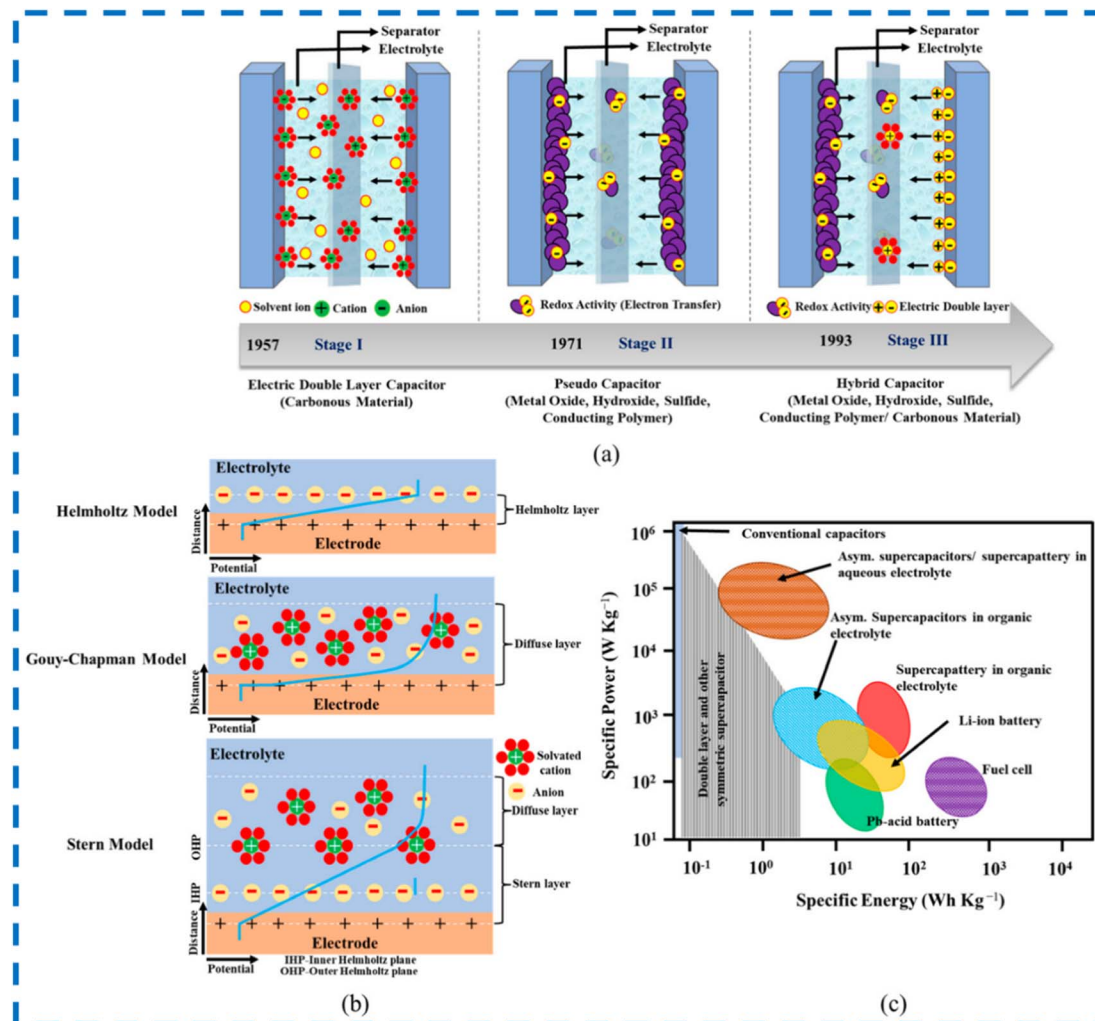 Separator
Electrolyte
Separator
Electrolyte
Separator
Electrolyte
Solvent ion
Cation
Anion
Redox Activity (Electron Transfer)
Redox Activity
Electric Double layer
1957 Stage I
1971 Stage II
1993 Stage III
Electric Double Layer Capacitor
(Carbonous Material)
Pseudo Capacitor
(Metal Oxide, Hydroxide, Sulfide,
Conducting Polymer)
Hybrid Capacitor
(Metal Oxide, Hydroxide, Sulfide,
Conducting Polymer/ Carbonous Material)
(a)
Helmholtz Model
Distance
Electrolyte
Electrode
Helmholtz layer
Potential
Gouy-Chapman Model
Distance
Electrolyte
Electrode
Diffuse layer
Potential
Stern Model
Distance
IHP
OHP
Electrolyte
Electrode
Solvated
cation
Anion
Diffuse layer
Stern layer
Potential
IHP-Inner Helmholtz plane
OHP-Outer Helmholtz plane
(b)
Specific Power (W Kg⁻¹)
10⁶
10⁵
10⁴
10³
10²
10¹
Conventional capacitors
Asym. supercapacitors/ supercapattery in
aqueous electrolyte
Asym. Supercapacitors in organic
electrolyte
Supercapattery in organic
electrolyte
Li-ion battery
Fuel cell
Pb-acid battery
Double layer and other
symmetric supercapacitor
10⁻¹ 10⁰ 10¹ 10² 10³ 10⁴
Specific Energy (Wh Kg⁻¹)
(c)